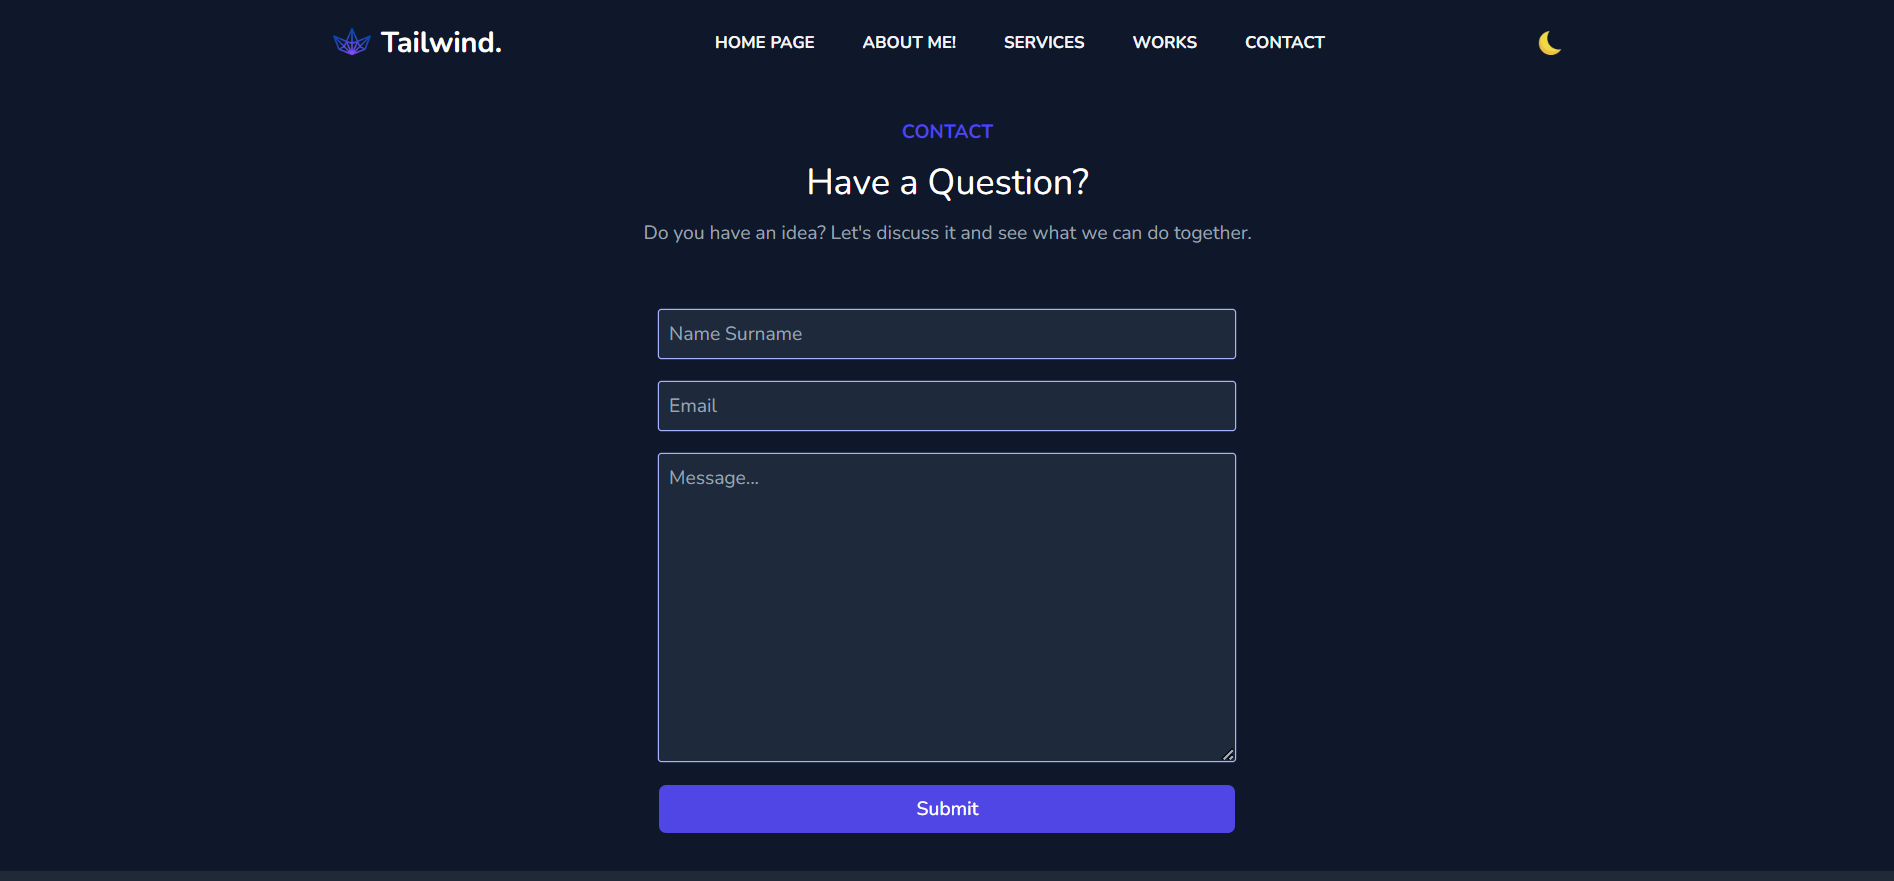 Tailwind.
HOME PAGE ABOUT ME! SERVICES WORKS CONTACT
CONTACT
Have a Question?
Do you have an idea? Let's discuss it and see what we can do together.
Name Surname
Email
Message...
Submit